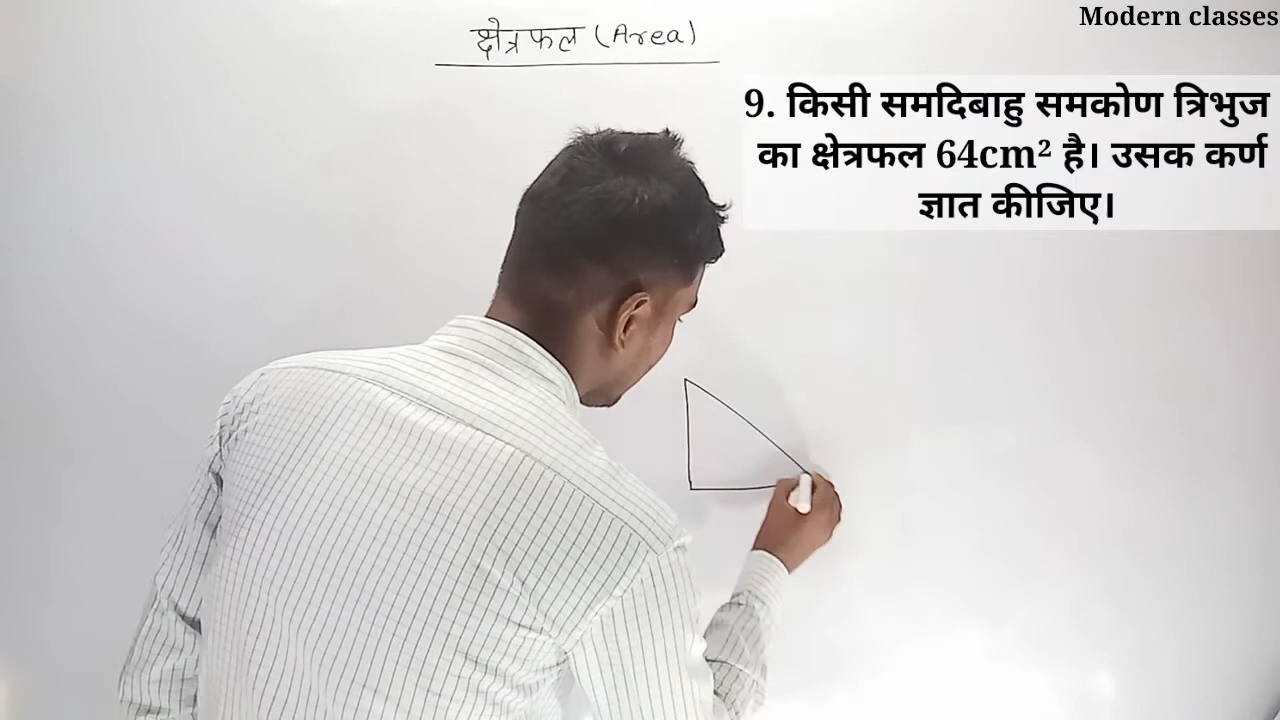 Modern classes
क्षेत्रफल (Area)
9. किसी समदिबाहु समकोण त्रिभुज
का क्षेत्रफल 64cm² है। उसक कर्ण
ज्ञात कीजिए।